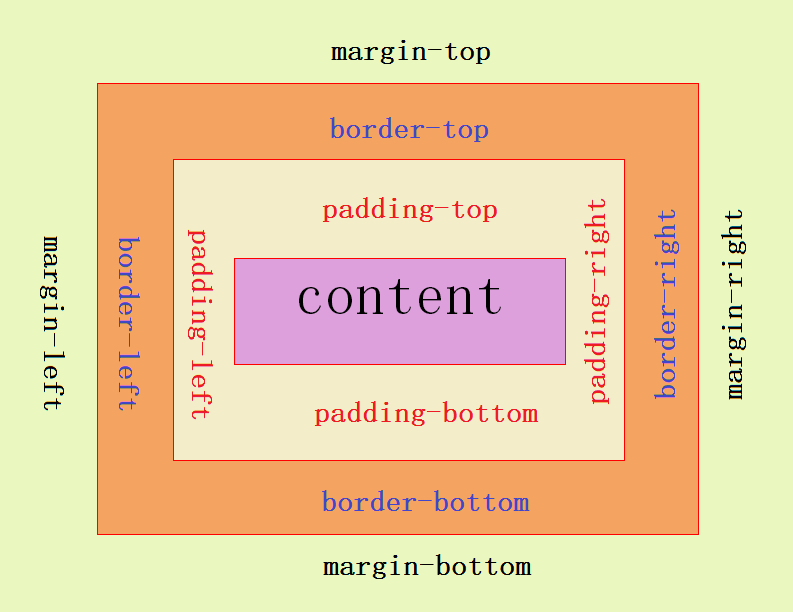 margin-top
border-top
padding-top
margin-left
border-left
padding-left
content
padding-right
border-right
margin-right
padding-bottom
border-bottom
margin-bottom